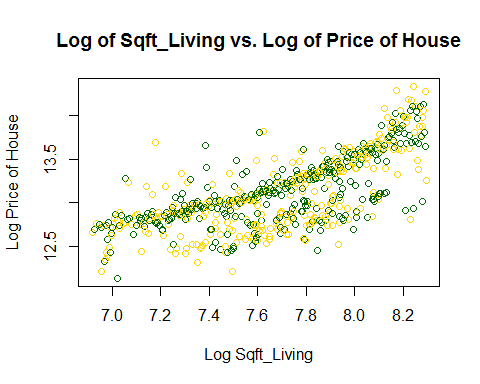 Log of Sqft_Living vs. Log of Price of House
Log Price of House
13.5
12.5
7.0 7.2 7.4 7.6 7.8 8.0 8.2
Log Sqft_Living